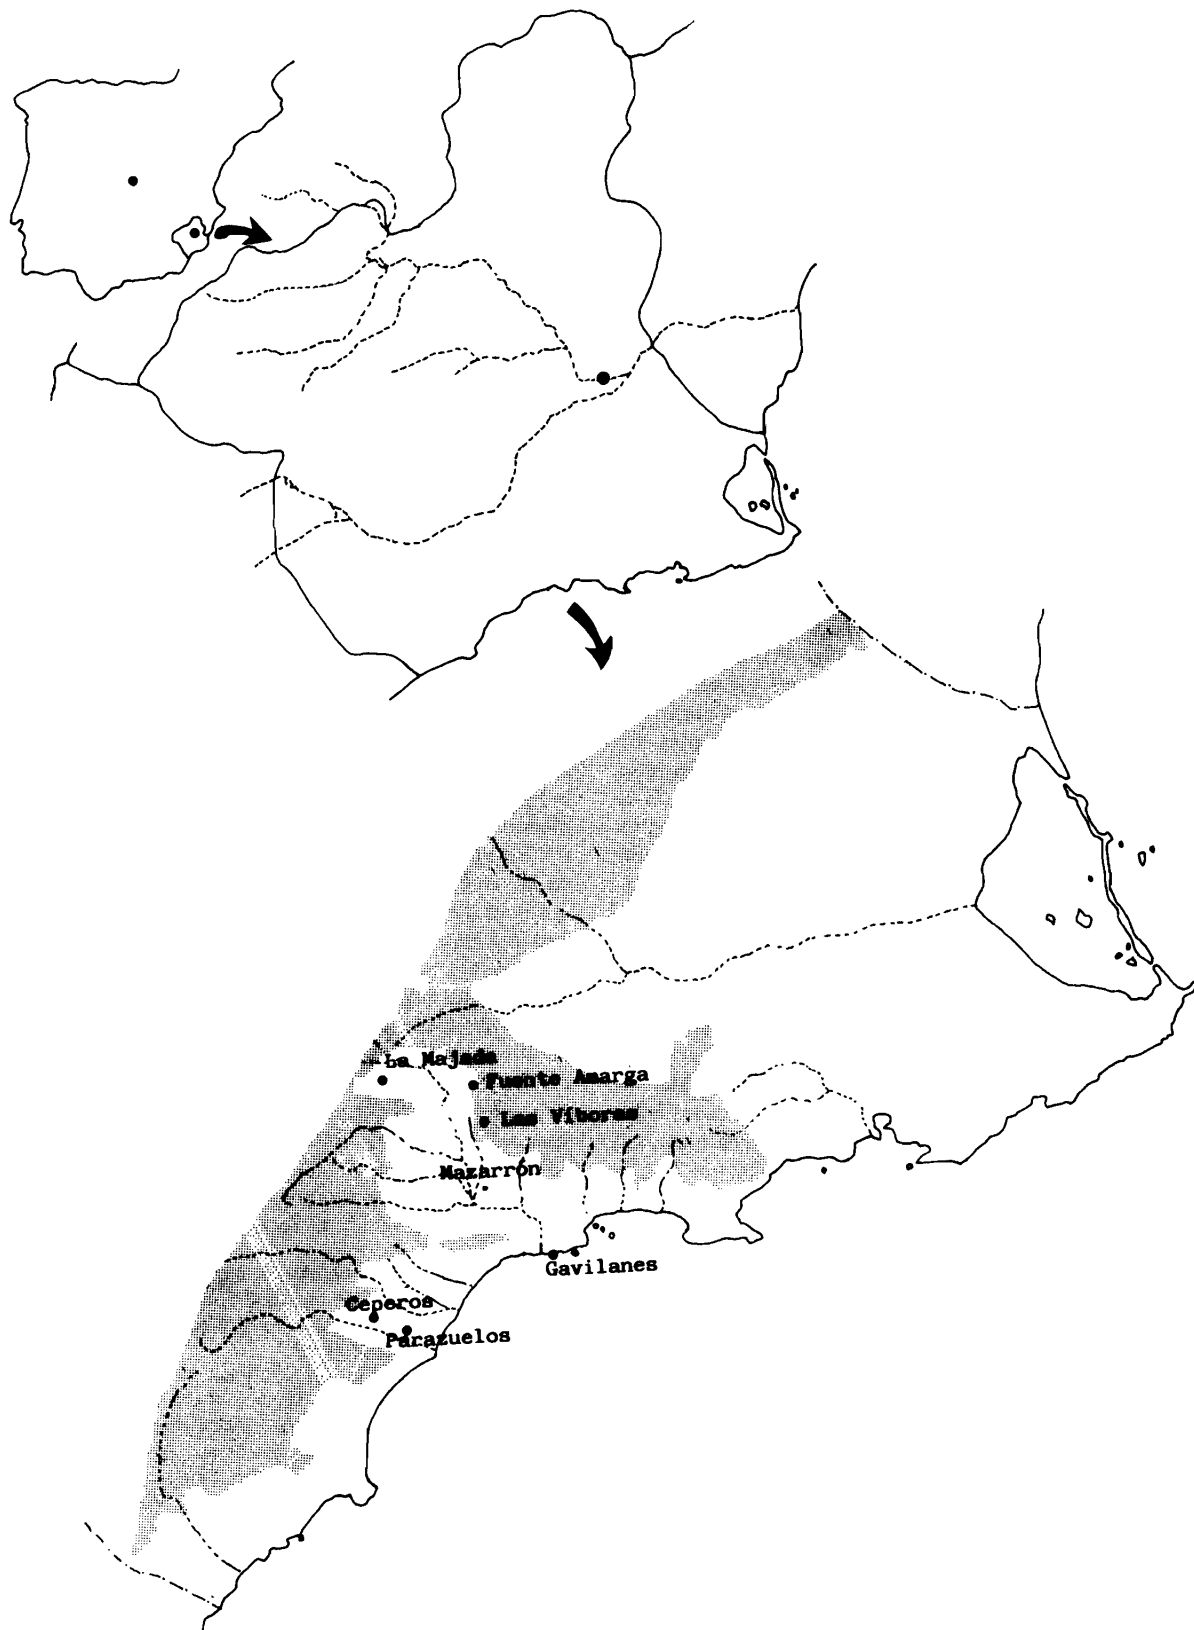 La Majada
Fuente Amarga
Las Víboras
Mazarrón
Gavilanes
Ceperos
Parazuelos